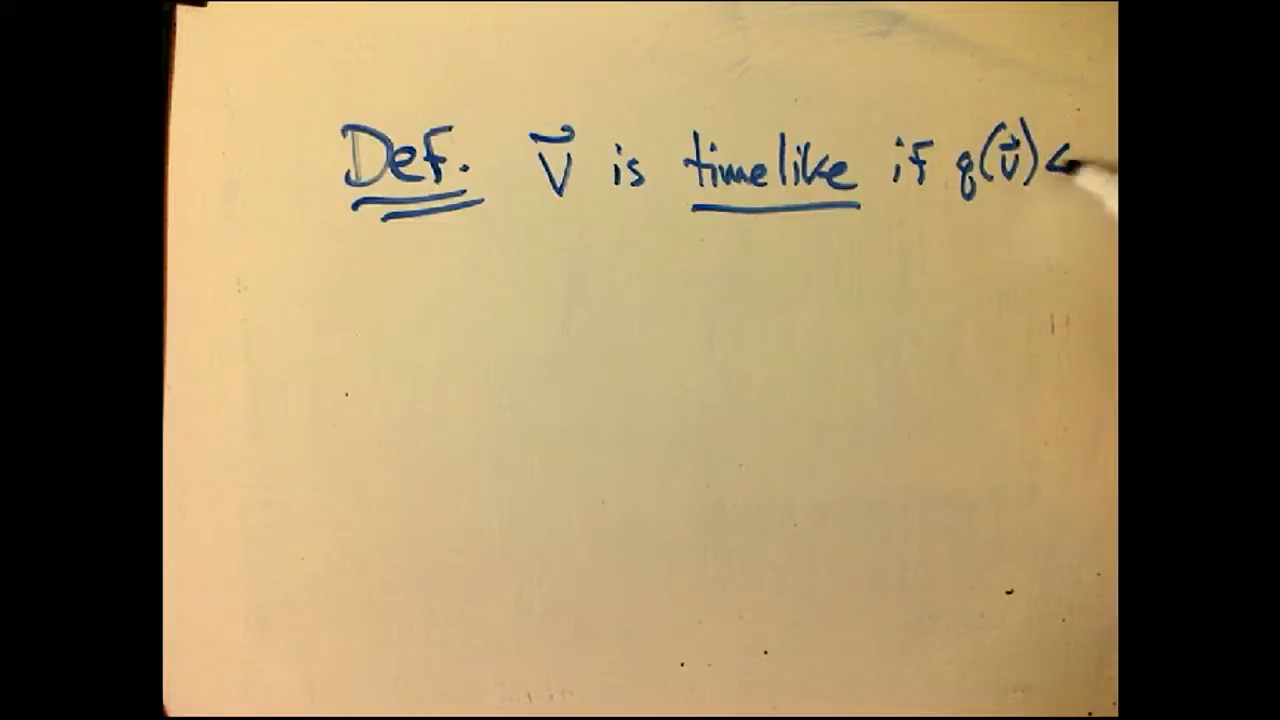 Def. v⃗ is timelike if q(v⃗) <